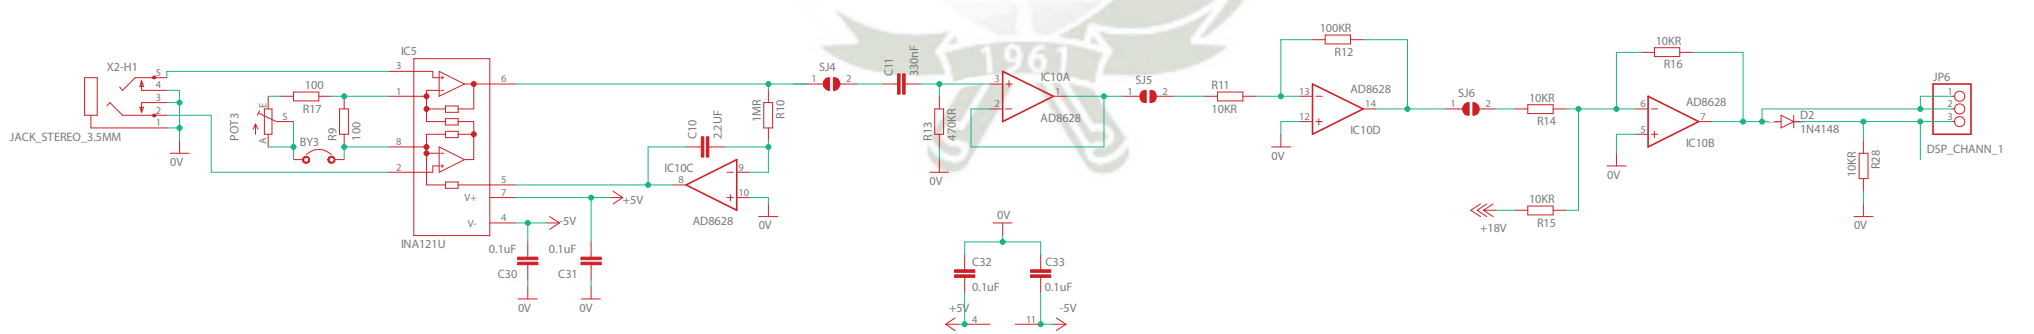 X2-H1
5
4
3
2
1
JACK_STEREO_3.5MM
0V
POT3
E
S
A
100
R17
R9
100
BY3
IC5
3
1
8
2
6
5
7
4
V+
V-
INA121U
+5V
-5V
0.1uF
C30
0V
0.1uF
C31
0V
C10
2.2UF
1MR
R10
IC10C
8
9
10
AD8628
0V
SJ4
1
2
C11
330nF
R13
470KR
0V
1961
3
2
1
IC10A
AD8628
SJ5
1
2
R11
10KR
100KR
R12
13
12
14
AD8628
IC10D
0V
SJ6
1
2
10KR
R14
10KR
R15
+18V
10KR
R16
6
5
7
AD8628
IC10B
0V
D2
1N4148
10KR
R28
0V
JP6
1
2
3
DSP_CHANN_1
0V
C32
0.1uF
C33
0.1uF
+5V
4
11
-5V